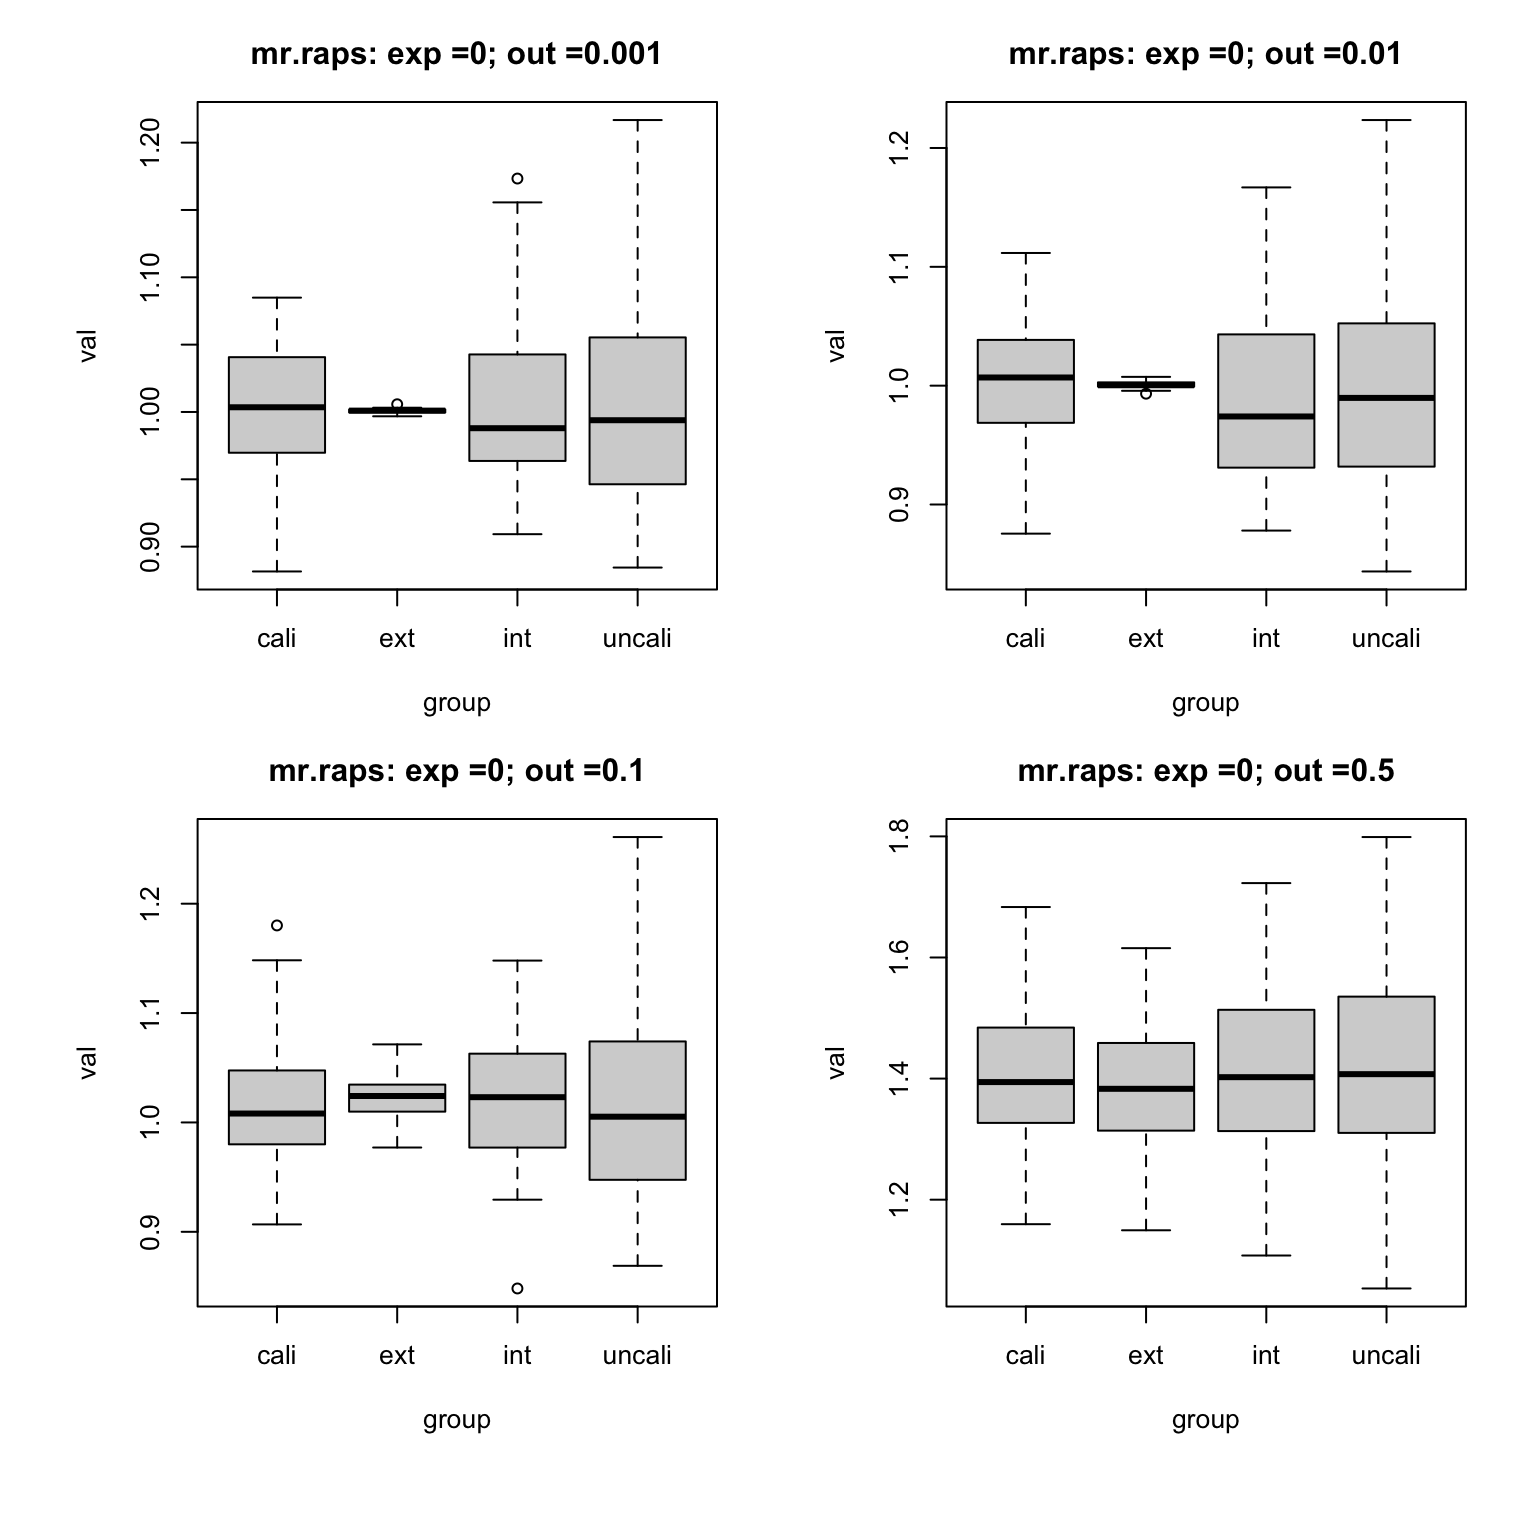 mr.raps: exp =0; out =0.001
1.20
1.10
1.00
0.90
val
cali ext int uncali
group
mr.raps: exp =0; out =0.01
1.2
1.1
1.0
0.9
val
cali ext int uncali
group
mr.raps: exp =0; out =0.1
1.2
1.1
1.0
0.9
val
cali ext int uncali
group
mr.raps: exp =0; out =0.5
1.8
1.6
1.4
1.2
val
cali ext int uncali
group